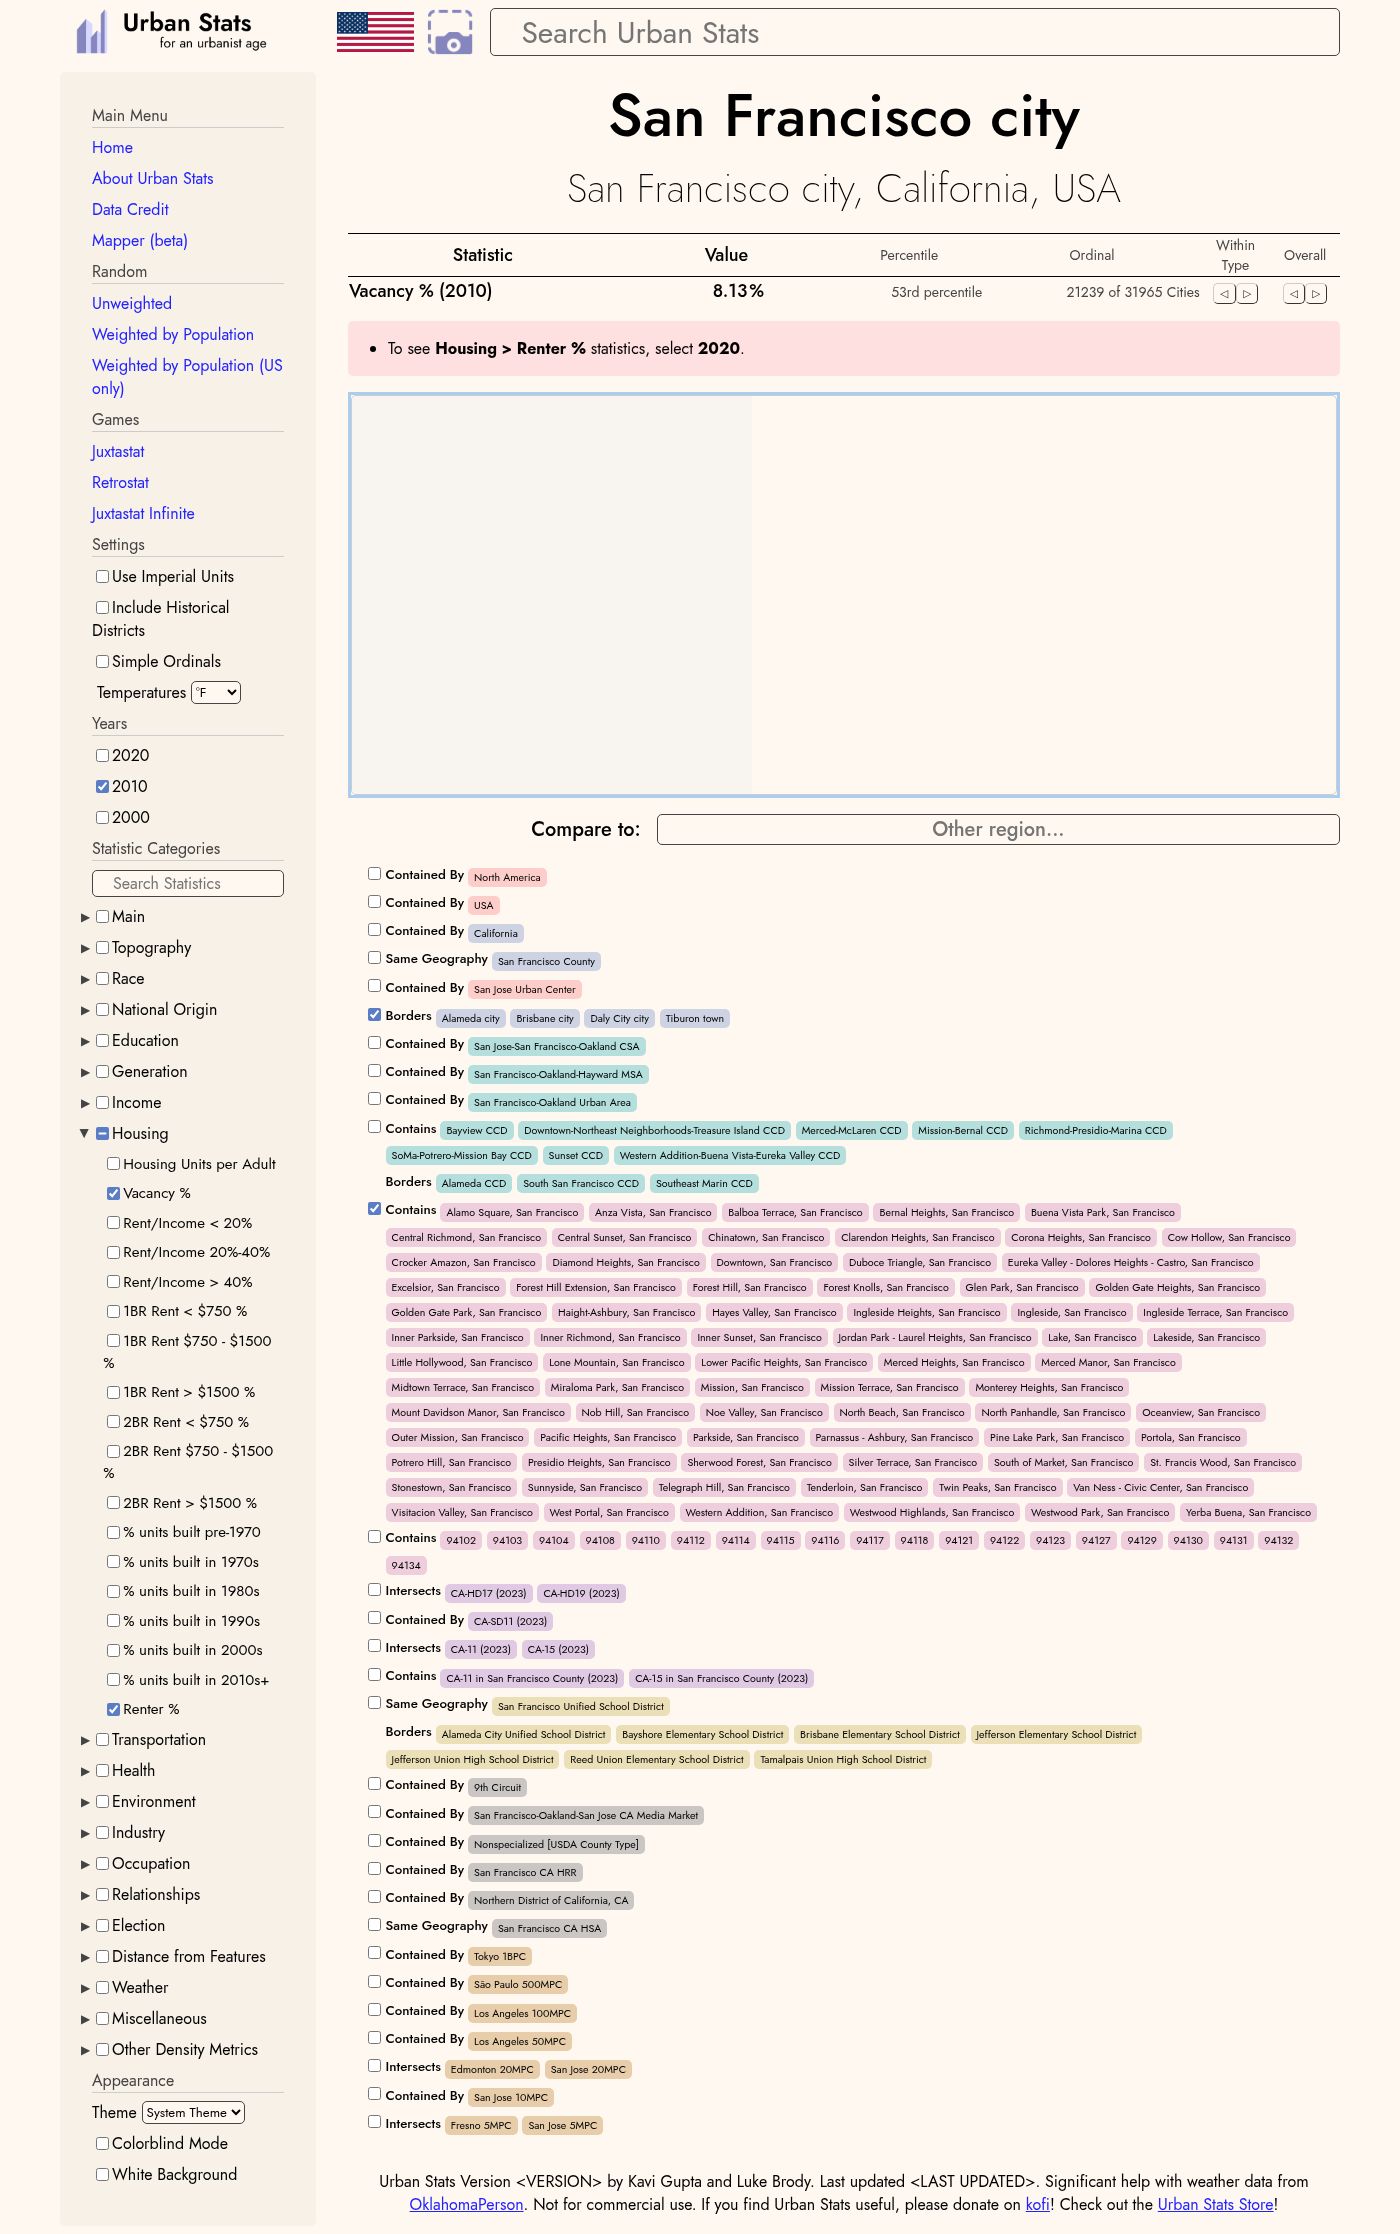 Urban Stats
for an urbanist age
Search Urban Stats
Main Menu
Home
About Urban Stats
Data Credit
Mapper (beta)
Random
Unweighted
Weighted by Population
Weighted by Population (US
only)
Games
Juxtastat
Retrostat
Juxtastat Infinite
Settings
Use Imperial Units
Include Historical
Districts
Simple Ordinals
Temperatures °F
Years
2020
2010
2000
Statistic Categories
Search Statistics
Main
Topography
Race
National Origin
Education
Generation
Income
Housing
Housing Units per Adult
Vacancy %
Rent/Income < 20%
Rent/Income 20%-40%
Rent/Income > 40%
1BR Rent < $750 %
1BR Rent $750 - $1500
%
1BR Rent > $1500 %
2BR Rent < $750 %
2BR Rent $750 - $1500
%
2BR Rent > $1500 %
% units built pre-1970
% units built in 1970s
% units built in 1980s
% units built in 1990s
% units built in 2000s
% units built in 2010s+
Renter %
Transportation
Health
Environment
Industry
Occupation
Relationships
Election
Distance from Features
Weather
Miscellaneous
Other Density Metrics
Appearance
Theme System Theme
Colorblind Mode
White Background
San Francisco city
San Francisco city, California, USA
Statistic Value Percentile Ordinal Within Type Overall
Vacancy % (2010) 8.13% 53rd percentile 21239 of 31965 Cities
To see Housing > Renter % statistics, select 2020.
Compare to: Other region...
Contained By North America
Contained By USA
Contained By California
Same Geography San Francisco County
Contained By San Jose Urban Center
Borders Alameda city Brisbane city Daly City city Tiburon town
Contained By San Jose-San Francisco-Oakland CSA
Contained By San Francisco-Oakland-Hayward MSA
Contained By San Francisco-Oakland Urban Area
Contains Bayview CCD Downtown-Northeast Neighborhoods-Treasure Island CCD Merced-McLaren CCD Mission-Bernal CCD Richmond-Presidio-Marina CCD
SoMa-Potrero-Mission Bay CCD Sunset CCD Western Addition-Buena Vista-Eureka Valley CCD
Borders Alameda CCD South San Francisco CCD Southeast Marin CCD
Contains Alamo Square, San Francisco Anza Vista, San Francisco Balboa Terrace, San Francisco Bernal Heights, San Francisco Buena Vista Park, San Francisco
Central Richmond, San Francisco Central Sunset, San Francisco Chinatown, San Francisco Clarendon Heights, San Francisco Corona Heights, San Francisco Cow Hollow, San Francisco
Crocker Amazon, San Francisco Diamond Heights, San Francisco Downtown, San Francisco Duboce Triangle, San Francisco Eureka Valley - Dolores Heights - Castro, San Francisco
Excelsior, San Francisco Forest Hill Extension, San Francisco Forest Hill, San Francisco Forest Knolls, San Francisco Glen Park, San Francisco Golden Gate Heights, San Francisco
Golden Gate Park, San Francisco Haight-Ashbury, San Francisco Hayes Valley, San Francisco Ingleside Heights, San Francisco Ingleside, San Francisco Ingleside Terrace, San Francisco
Inner Parkside, San Francisco Inner Richmond, San Francisco Inner Sunset, San Francisco Jordan Park - Laurel Heights, San Francisco Lake, San Francisco Lakeside, San Francisco
Little Hollywood, San Francisco Lone Mountain, San Francisco Lower Pacific Heights, San Francisco Merced Heights, San Francisco Merced Manor, San Francisco
Midtown Terrace, San Francisco Miraloma Park, San Francisco Mission, San Francisco Mission Terrace, San Francisco Monterey Heights, San Francisco
Mount Davidson Manor, San Francisco Nob Hill, San Francisco Noe Valley, San Francisco North Beach, San Francisco North Panhandle, San Francisco Oceanview, San Francisco
Outer Mission, San Francisco Pacific Heights, San Francisco Parkside, San Francisco Parnassus - Ashbury, San Francisco Pine Lake Park, San Francisco Portola, San Francisco
Potrero Hill, San Francisco Presidio Heights, San Francisco Sherwood Forest, San Francisco Silver Terrace, San Francisco South of Market, San Francisco St. Francis Wood, San Francisco
Stonestown, San Francisco Sunnyside, San Francisco Telegraph Hill, San Francisco Tenderloin, San Francisco Twin Peaks, San Francisco Van Ness - Civic Center, San Francisco
Visitacion Valley, San Francisco West Portal, San Francisco Western Addition, San Francisco Westwood Highlands, San Francisco Westwood Park, San Francisco Yerba Buena, San Francisco
Contains 94102 94103 94104 94108 94110 94112 94114 94115 94116 94117 94118 94121 94122 94123 94127 94129 94130 94131 94132
94134
Intersects CA-HD17 (2023) CA-HD19 (2023)
Contained By CA-SD11 (2023)
Intersects CA-11 (2023) CA-15 (2023)
Contains CA-11 in San Francisco County (2023) CA-15 in San Francisco County (2023)
Same Geography San Francisco Unified School District
Borders Alameda City Unified School District Bayshore Elementary School District Brisbane Elementary School District Jefferson Elementary School District
Jefferson Union High School District Reed Union Elementary School District Tamalpais Union High School District
Contained By 9th Circuit
Contained By San Francisco-Oakland-San Jose CA Media Market
Contained By Nonspecialized [USDA County Type]
Contained By San Francisco CA HRR
Contained By Northern District of California, CA
Same Geography San Francisco CA HSA
Contained By Tokyo 1BPC
Contained By São Paulo 500MPC
Contained By Los Angeles 100MPC
Contained By Los Angeles 50MPC
Intersects Edmonton 20MPC San Jose 20MPC
Contained By San Jose 10MPC
Intersects Fresno 5MPC San Jose 5MPC
Urban Stats Version <VERSION> by Kavi Gupta and Luke Brody. Last updated <LAST UPDATED>. Significant help with weather data from
OklahomaPerson. Not for commercial use. If you find Urban Stats useful, please donate on kofi! Check out the Urban Stats Store!